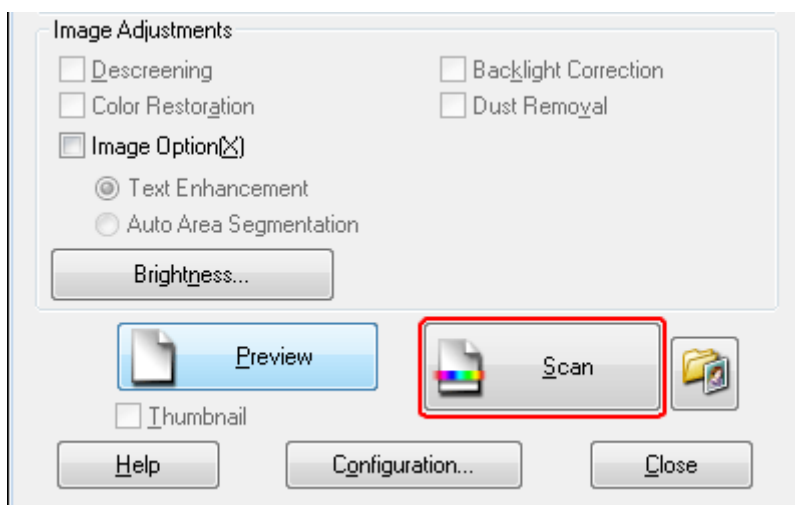 Image Adjustments
Descreening Backlight Correction
Color Restoration Dust Removal
Image Option(X)
Text Enhancement
Auto Area Segmentation
Brightness...
Preview Scan
Thumbnail
Help Configuration... Close